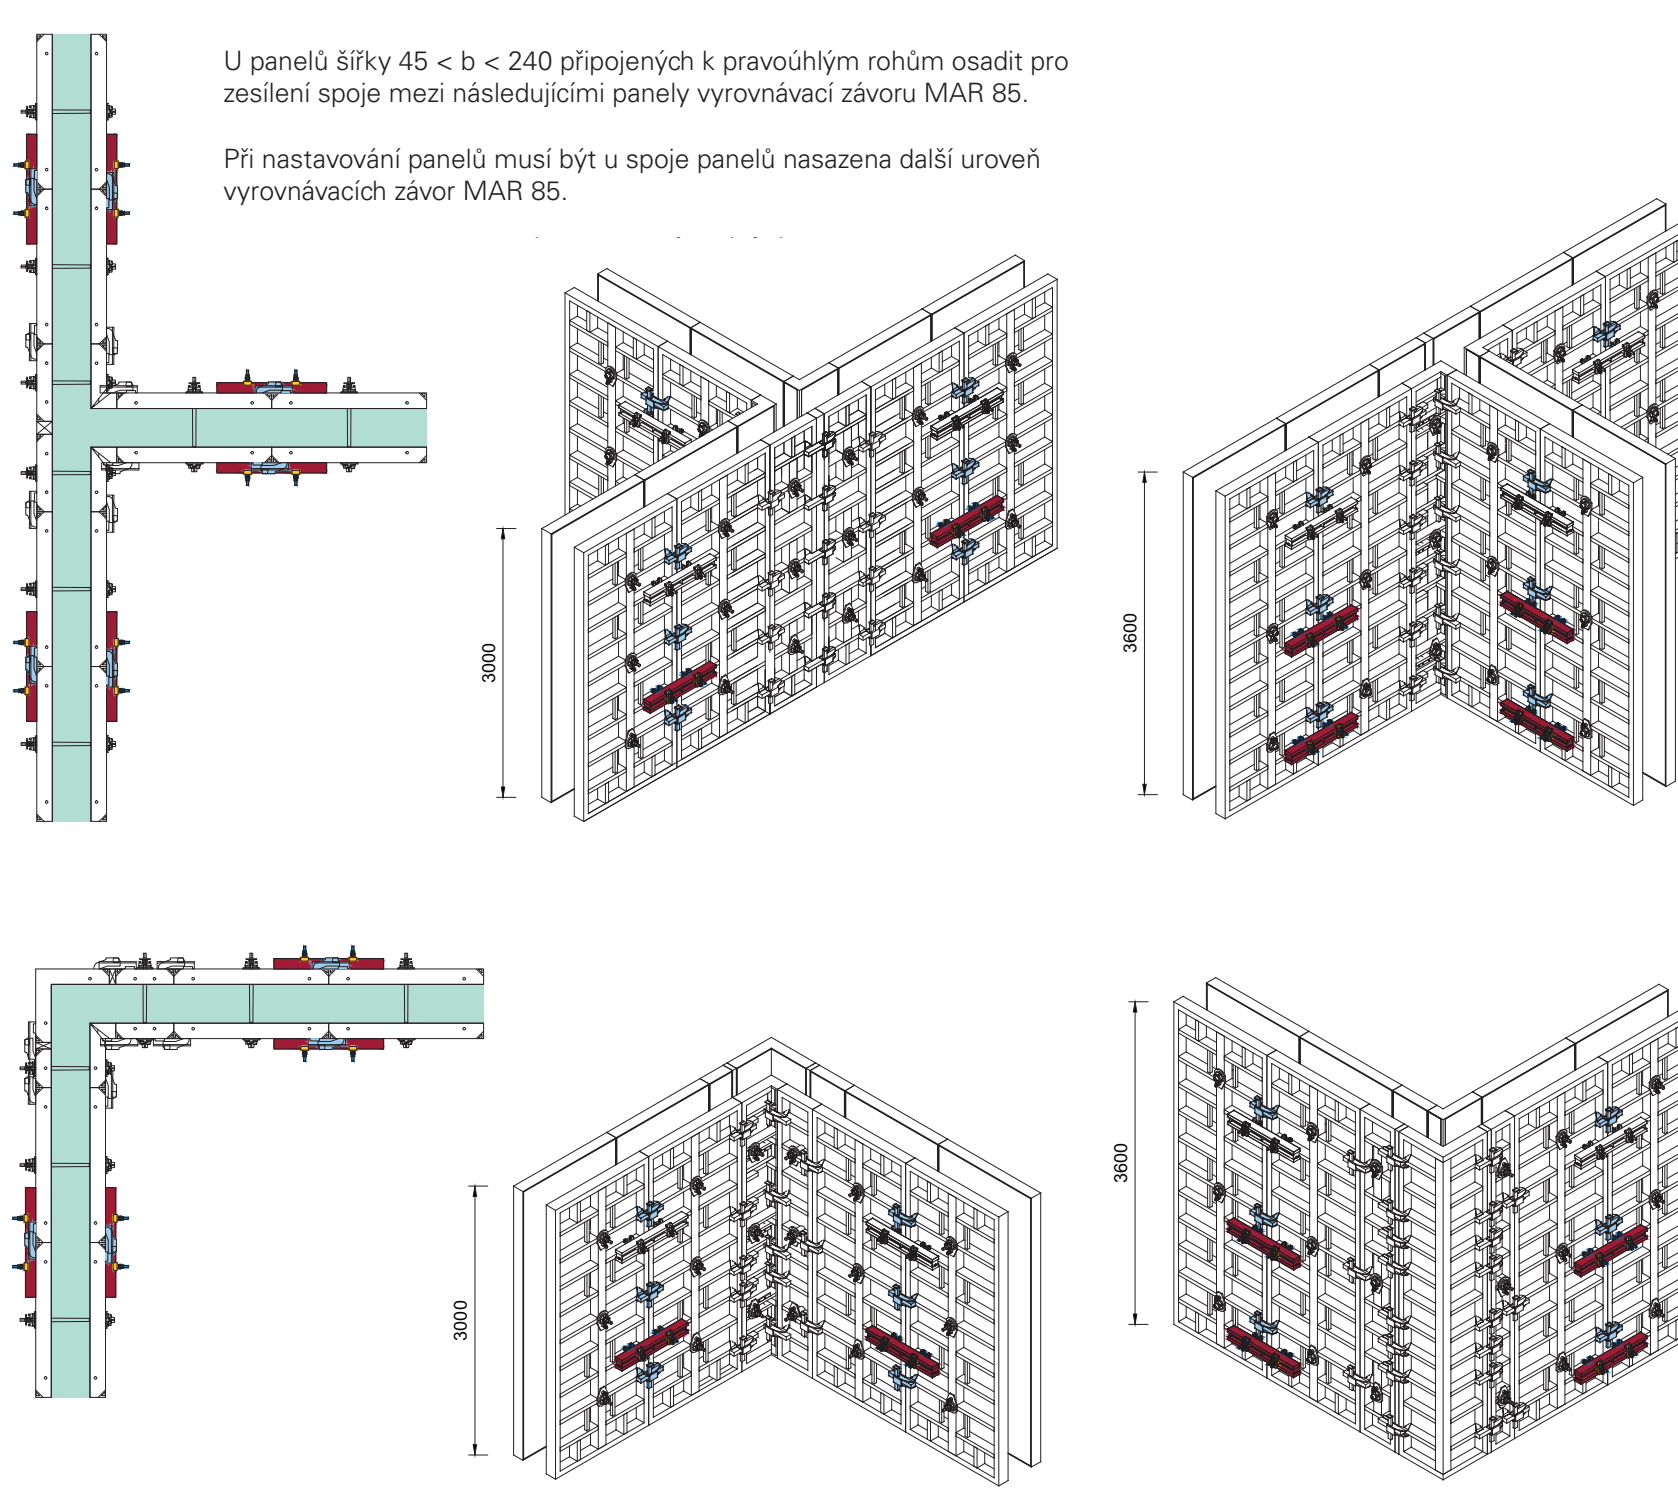 U panelů šířky 45 < b < 240 připojených k pravoúhlým rohům osadit pro
zesílení spoje mezi následujícími panely vyrovnávací závoru MAR 85.
Při nastavování panelů musí být u spoje panelů nasazena další uroveň
vyrovnávacích závor MAR 85.
3000
3600
3000
3600